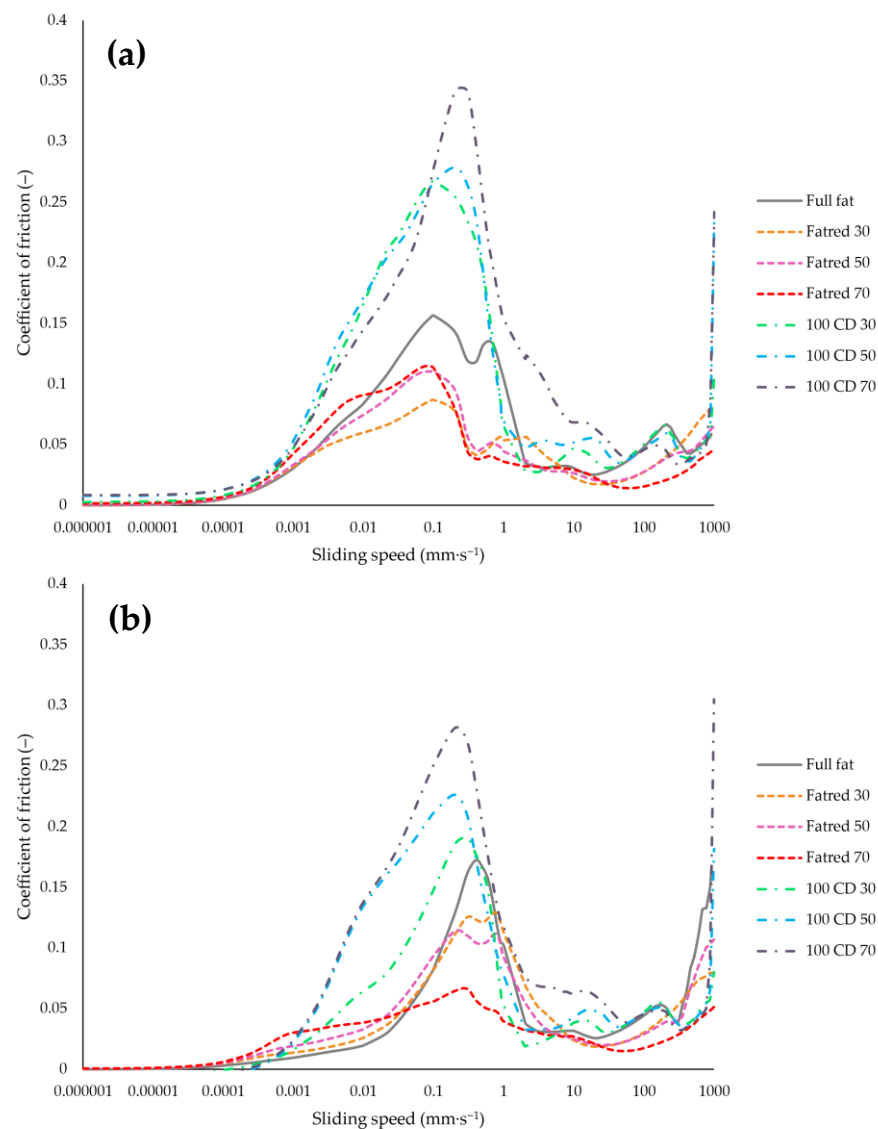 (a)
Coefficient of friction (–)
0.4
0.35
0.3
0.25
0.2
0.15
0.1
0.05
0
0.000001 0.00001 0.0001 0.001 0.01 0.1 1 10 100 1000
Sliding speed (mm·s⁻¹)
Full fat
Fatred 30
Fatred 50
Fatred 70
100 CD 30
100 CD 50
100 CD 70
(b)
Coefficient of friction (–)
0.4
0.35
0.3
0.25
0.2
0.15
0.1
0.05
0
0.000001 0.00001 0.0001 0.001 0.01 0.1 1 10 100 1000
Sliding speed (mm·s⁻¹)
Full fat
Fatred 30
Fatred 50
Fatred 70
100 CD 30
100 CD 50
100 CD 70